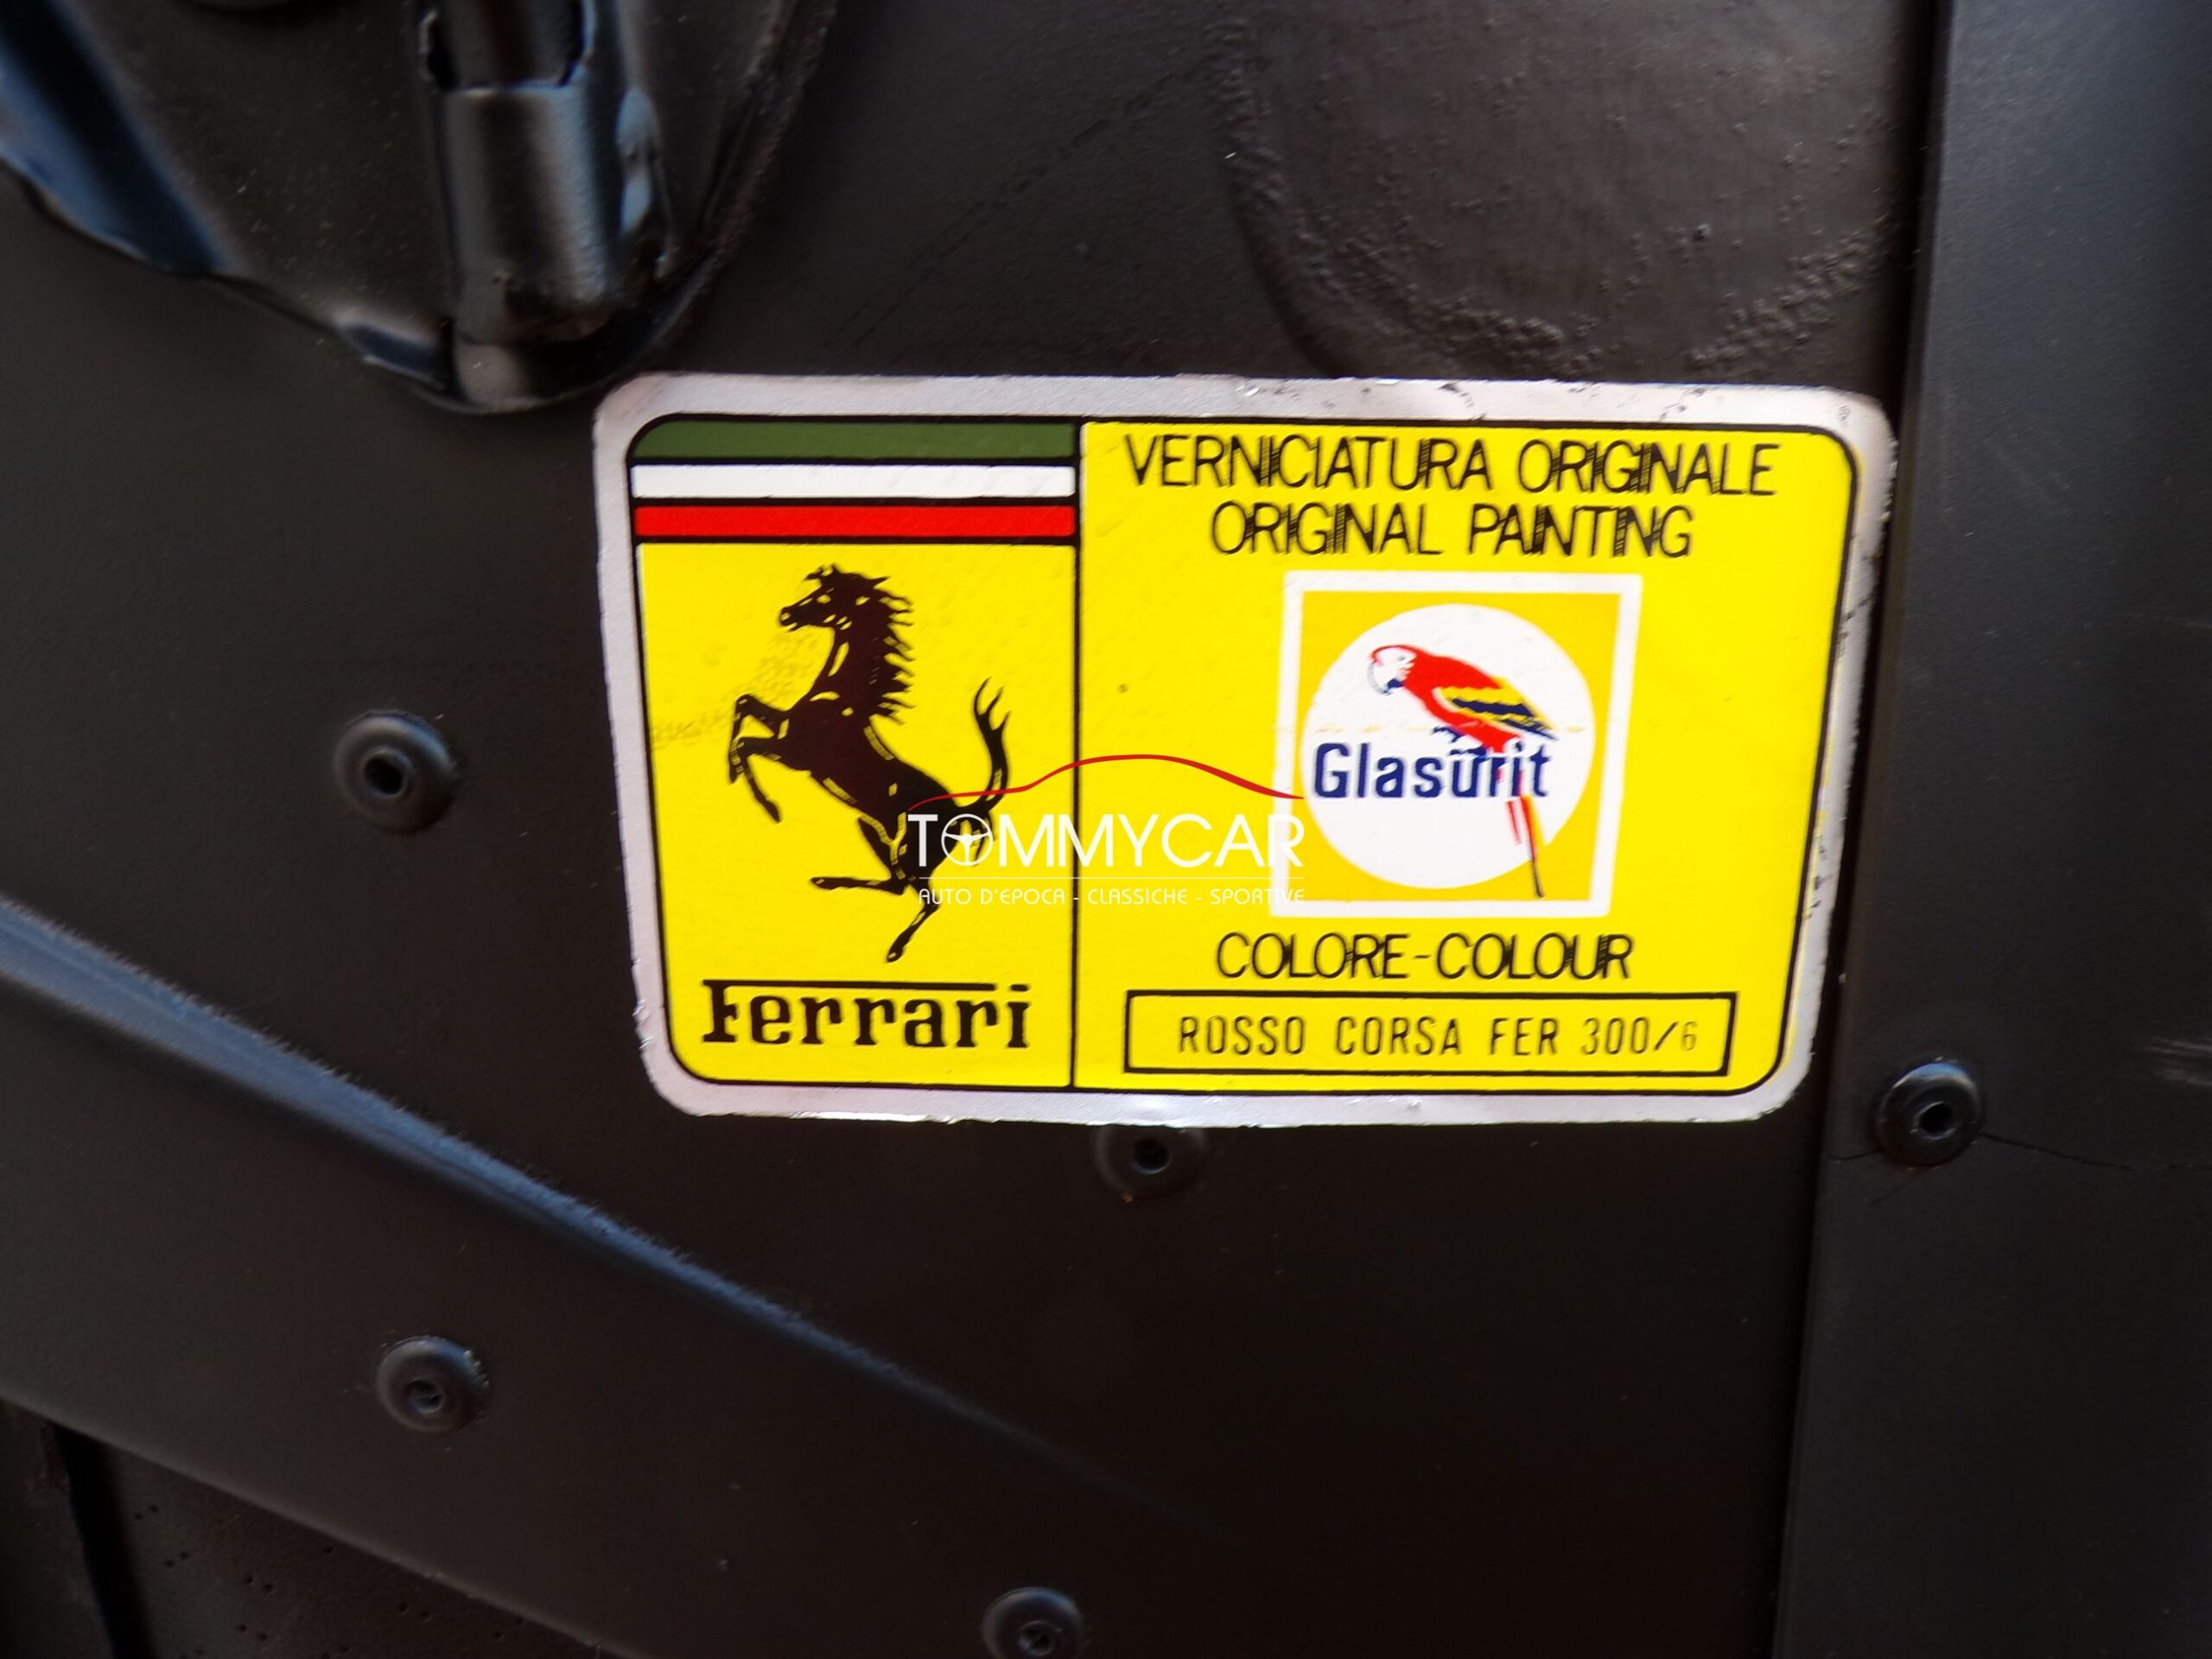 VERNICIATURA ORIGINALE
ORIGINAL PAINTING
Glasurit
TOMMYCAR
AUTO D'EPOCA - CLASSICHE - SPORTIVE
COLORE-COLOUR
Ferrari
ROSSO CORSA FER 300/6